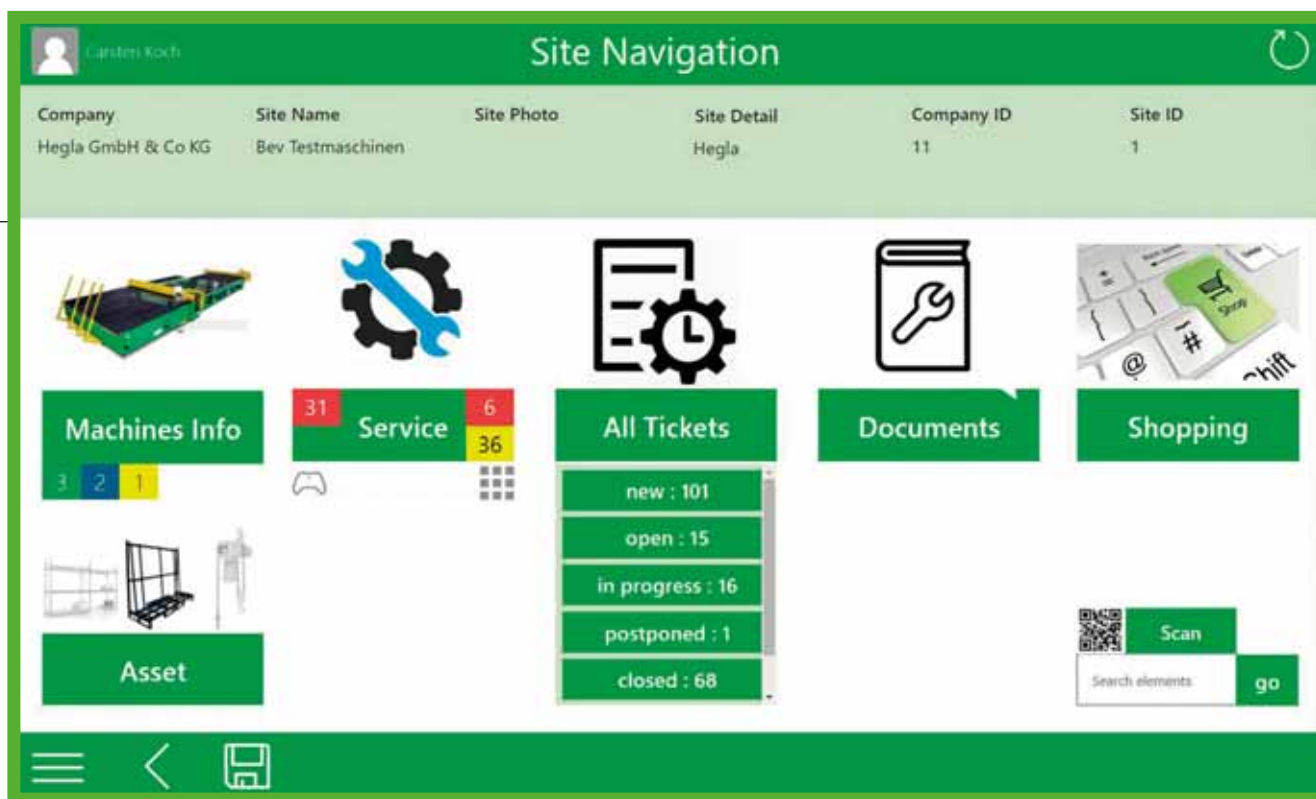 Carsten Koch
Site Navigation
Company
Site Name
Site Photo
Site Detail
Company ID
Site ID
Hegla GmbH & Co KG
Bev Testmaschinen
Hegla
11
1
Shop
@
#
Shift
Machines Info
3 2 1
31
Service
6
36
All Tickets
new : 101
open : 15
in progress : 16
postponed : 1
closed : 68
Documents
Shopping
Asset
Scan
Search elements
go